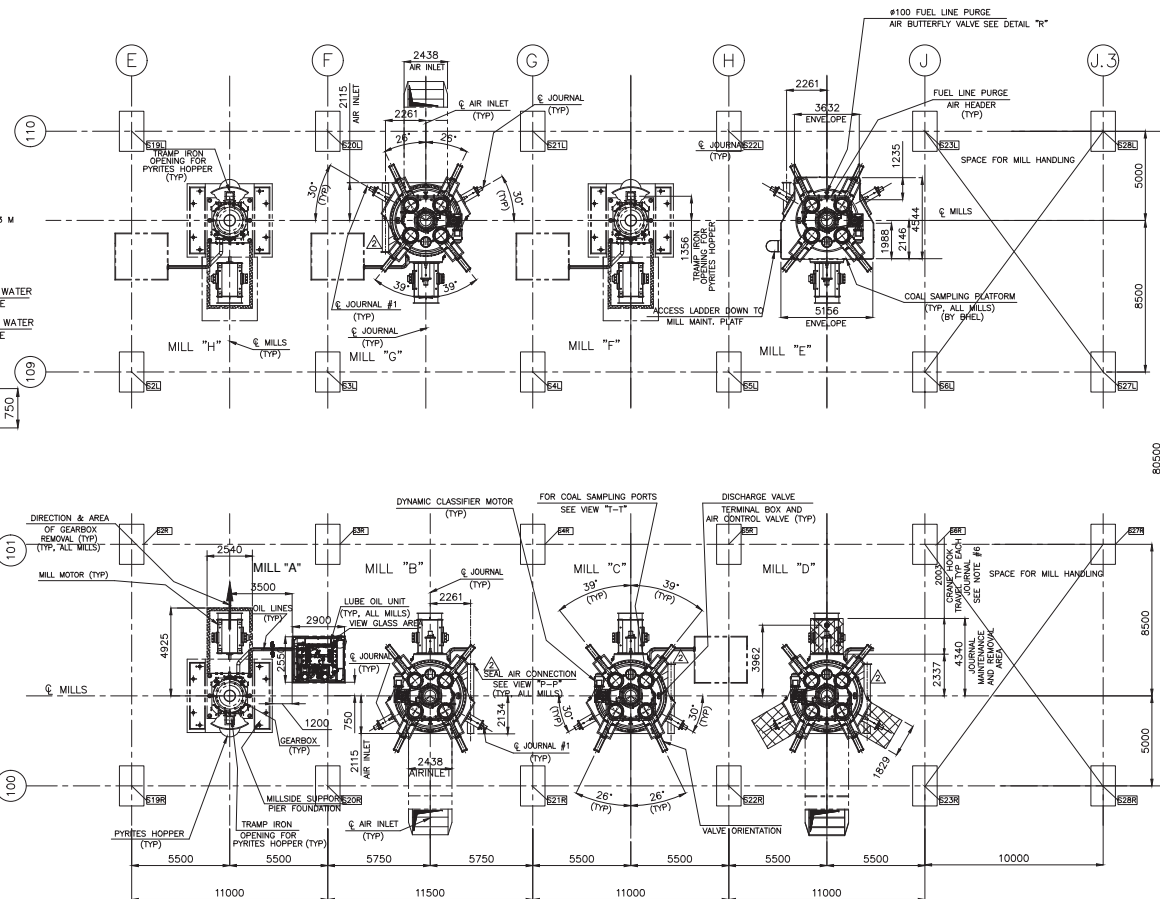 ø100 FUEL LINE PURGE
AIR BUTTERFLY VALVE SEE DETAIL "R"
E
F
G
H
J
J.3
2438
AIR INLET
2115
AIR INLET
2261
℄ AIR INLET
(TYP)
℄ JOURNAL
(TYP)
26°
26°
2261
3632
ENVELOPE
FUEL LINE PURGE
AIR HEADER
(TYP)
110
S19L
S20L
S21L
S22L
S23L
S28L
TRAMP IRON
OPENING FOR
PYRITES HOPPER
(TYP)
℄ JOURNAL
(TYP)
1235
SPACE FOR MILL HANDLING
5000
30°
(TYP)
30°
(TYP)
3 M
℄ MILLS
4544
2146
1988
1356
TRAMP IRON
OPENING FOR
PYRITES HOPPER
2
39°
39°
8500
WATER
E
WATER
E
℄ JOURNAL #1
(TYP)
℄ JOURNAL
(TYP)
ACCESS LADDER DOWN TO
MILL MAINT. PLATF
COAL SAMPLING PLATFORM
(TYP, ALL MILLS)
(BY BHEL)
5156
ENVELOPE
MILL "H"
℄ MILLS
(TYP)
MILL "G"
MILL "F"
MILL "E"
109
S2L
S3L
S4L
S5L
S6L
S27L
750
80500
DIRECTION & AREA
OF GEARBOX
REMOVAL (TYP)
(TYP, ALL MILLS)
DYNAMIC CLASSIFIER MOTOR
(TYP)
FOR COAL SAMPLING PORTS
SEE VIEW "T-T"
DISCHARGE VALVE
TERMINAL BOX AND
AIR CONTROL VALVE (TYP)
101
S2R
S3R
S4R
S5R
S6R
S27R
2540
MILL "A"
MILL "B"
MILL "C"
MILL "D"
MILL MOTOR (TYP)
3500
OIL LINES
(TYP)
LUBE OIL UNIT
(TYP, ALL MILLS)
VIEW GLASS AREA
2900
2550
℄ JOURNAL
(TYP)
2261
39°
(TYP)
39°
(TYP)
2003
CRANE HOOK
TRAVEL TYP EACH
JOURNAL
SEE NOTE #6
SPACE FOR MILL HANDLING
8500
4925
℄ JOURNAL
(TYP)
2
SEAL AIR CONNECTION
SEE VIEW "P-P"
(TYP, ALL MILLS)
2
3962
2
2337
4340
JOURNAL
MAINTENANCE
AND REMOVAL
AREA
℄ MILLS
1200
GEARBOX
(TYP)
750
2134
30°
(TYP)
30°
(TYP)
1829
5000
℄ JOURNAL #1
(TYP)
2115
AIR INLET
2438
AIRINLET
100
S19R
S20R
S21R
S22R
S23R
S28R
MILLSIDE SUPPORT
PIER FOUNDATION
26°
(TYP)
26°
(TYP)
PYRITES HOPPER
(TYP)
TRAMP IRON
OPENING FOR
PYRITES HOPPER (TYP)
℄ AIR INLET
(TYP)
VALVE ORIENTATION
5500
5500
5750
5750
5500
5500
5500
5500
10000
11000
11500
11000
11000